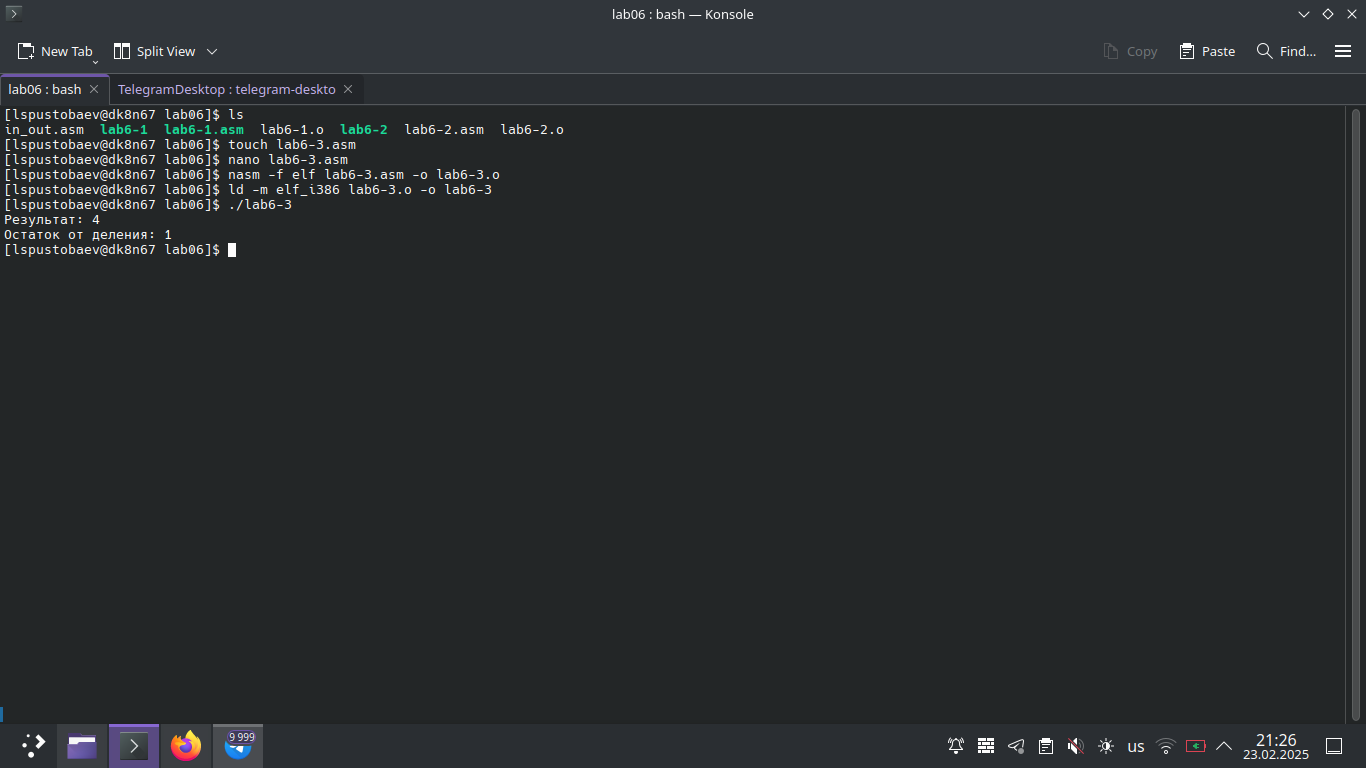 lab06 : bash — Konsole
New Tab Split View Copy Paste Find...
lab06 : bash TelegramDesktop : telegram-deskto
[lspustobaev@dk8n67 lab06]$ ls
in_out.asm lab6-1 lab6-1.asm lab6-1.o lab6-2 lab6-2.asm lab6-2.o
[lspustobaev@dk8n67 lab06]$ touch lab6-3.asm
[lspustobaev@dk8n67 lab06]$ nano lab6-3.asm
[lspustobaev@dk8n67 lab06]$ nasm -f elf lab6-3.asm -o lab6-3.o
[lspustobaev@dk8n67 lab06]$ ld -m elf_i386 lab6-3.o -o lab6-3
[lspustobaev@dk8n67 lab06]$ ./lab6-3
Результат: 4
Остаток от деления: 1
[lspustobaev@dk8n67 lab06]$
9 999
us
21:26
23.02.2025